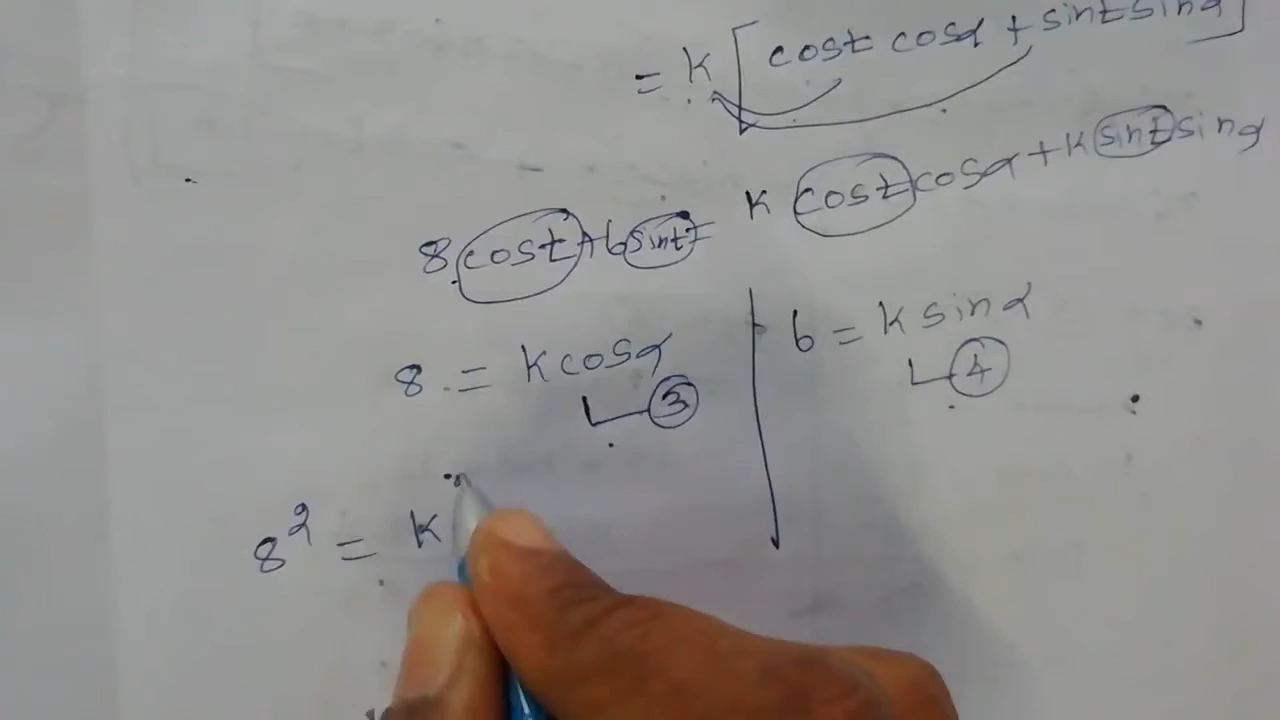 = k [cost cosα + sint sinα]
8 cost + 6 sint = k cost cosα + k sint sinα
8 = k cosα
6 = k sinα
3
4
8² = k